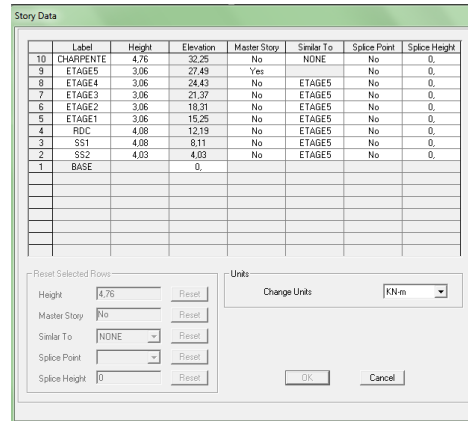 Story Data
Label Height Elevation Master Story Similar To Splice Point Splice Height
10 CHARPENTE 4,76 32,25 No NONE No 0,
9 ETAGE5 3,06 27,49 Yes No 0,
8 ETAGE4 3,06 24,43 No ETAGE5 No 0,
7 ETAGE3 3,06 21,37 No ETAGE5 No 0,
6 ETAGE2 3,06 18,31 No ETAGE5 No 0,
5 ETAGE1 3,06 15,25 No ETAGE5 No 0,
4 RDC 4,08 12,19 No ETAGE5 No 0,
3 SS1 4,08 8,11 No ETAGE5 No 0,
2 SS2 4,03 4,03 No ETAGE5 No 0,
1 BASE 0,
Reset Selected Rows
Height 4,76 Reset
Master Story No Reset
Simlar To NONE Reset
Splice Point Reset
Splice Height 0 Reset
Units
Change Units KN-m
OK Cancel